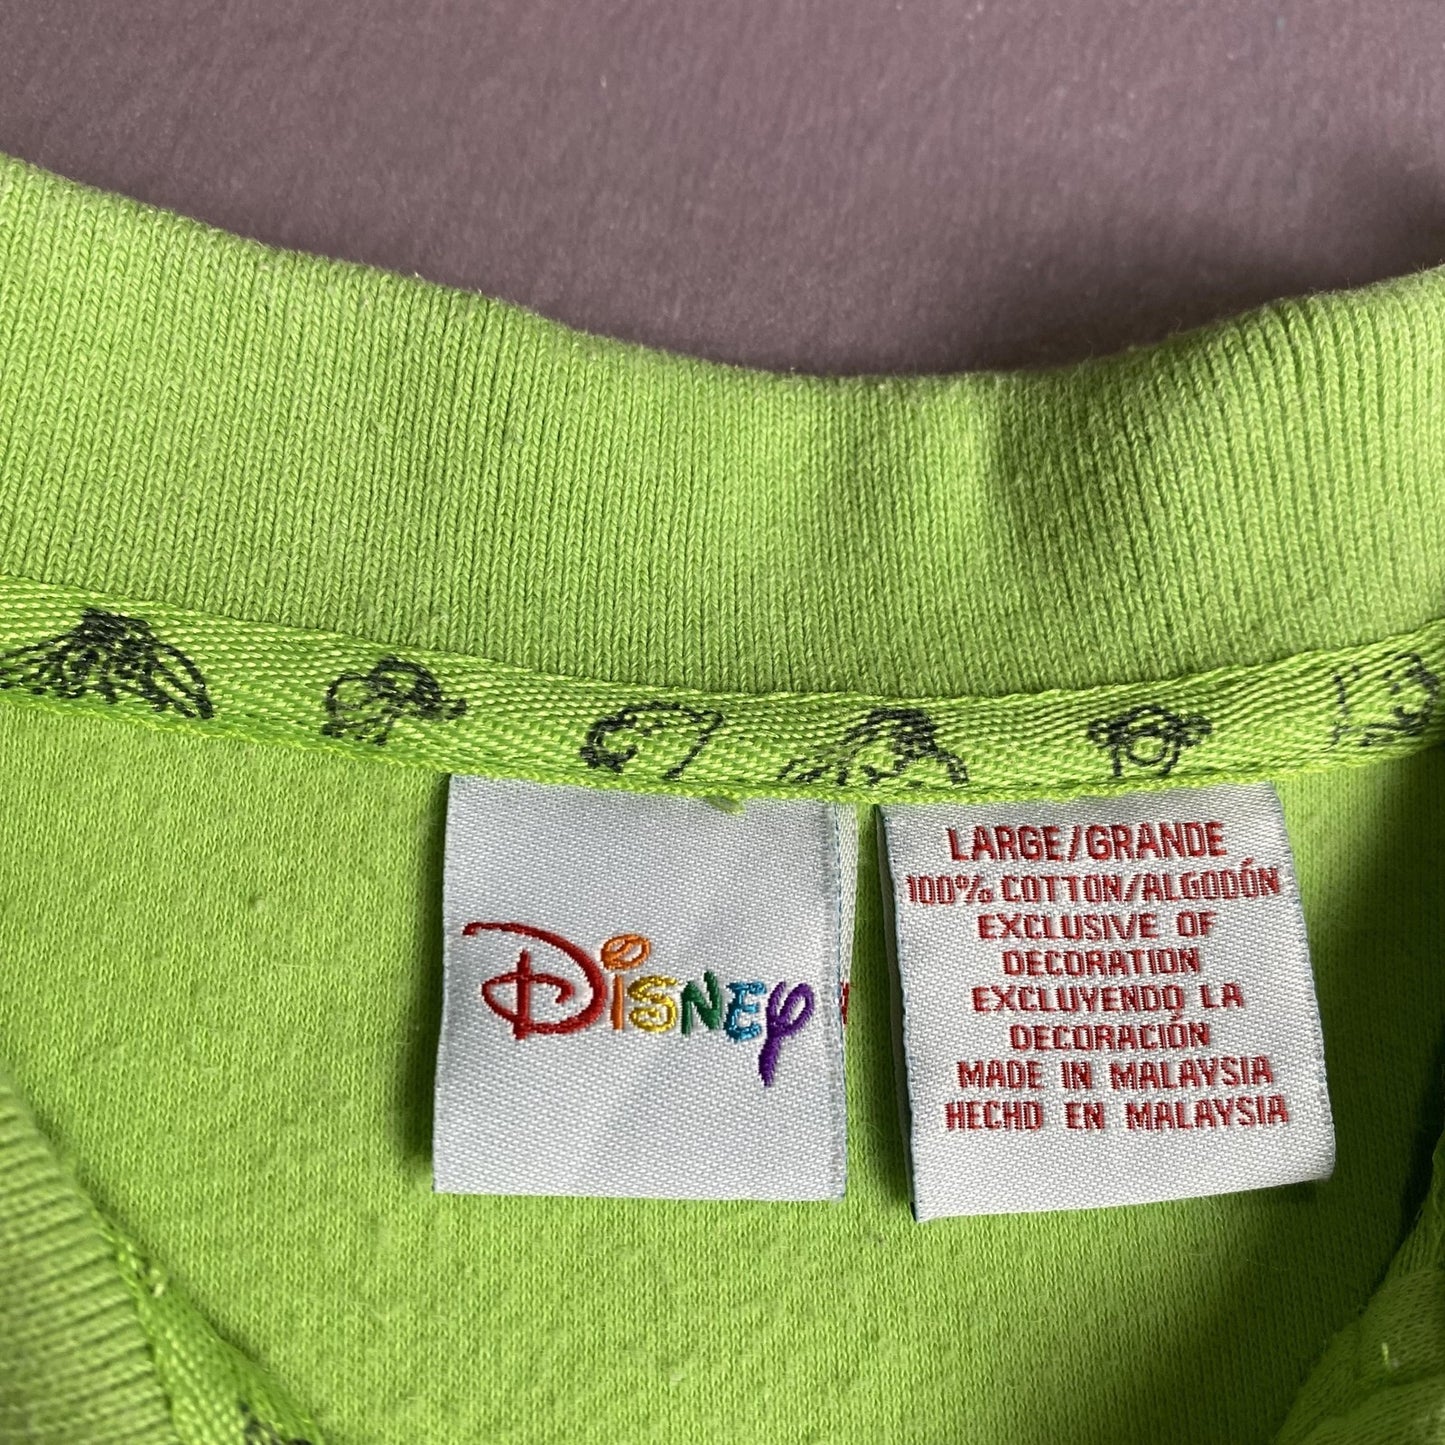 Disney
LARGE/GRANDE
100% COTTON/ALGODÓN
EXCLUSIVE OF
DECORATION
EXCLUYENDO LA
DECORACIÓN
MADE IN MALAYSIA
HECHO EN MALAYSIA